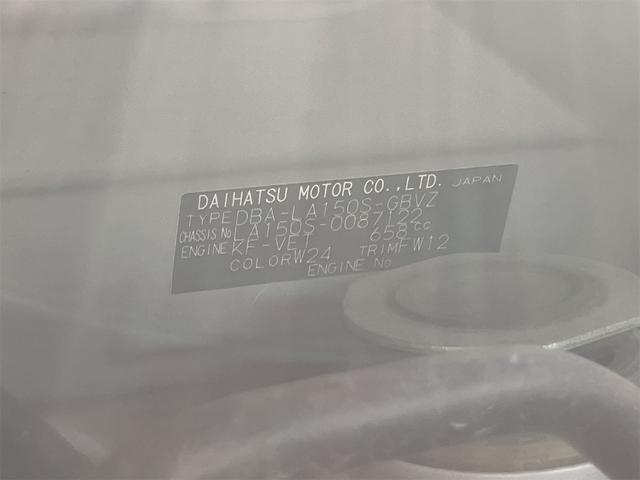 DAIHATSU MOTOR CO.,LTD. JAPAN
TYPE DBA-LA150S-GBVZ
CHASSIS No LA150S-0087122
ENGINE KF-VET 658cc
COLOR W24 TRIM FW12
ENGINE No